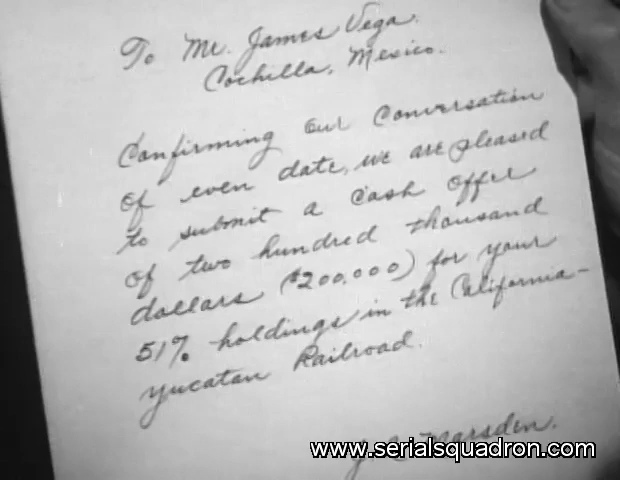 To Mr. James Vega.
Cochilla, Mexico.
Confirming our conversation
of even date, we are pleased
to submit a cash offer
of two hundred thousand
dollars ($200,000) for your
51% holdings in the California-
Yucatan Railroad.
Marsden.
www.serialsquadron.com